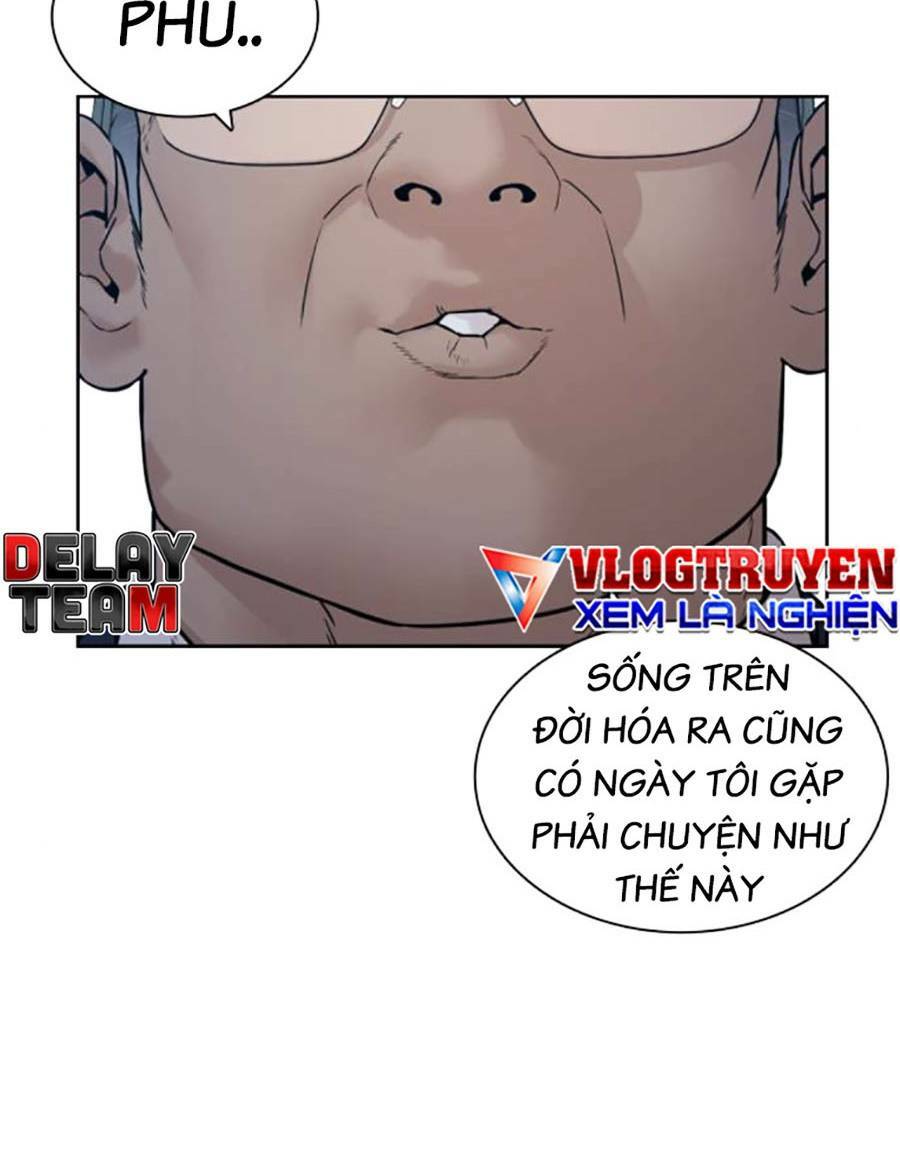 PHÙ..
DELAY
TEAM
VLOGTRUYEN
XEM LÀ NGHIỆN
SỐNG TRÊN
ĐỜI HÓA RA CŨNG
CÓ NGÀY TÔI GẶP
PHẢI CHUYỆN NHƯ
THẾ NÀY